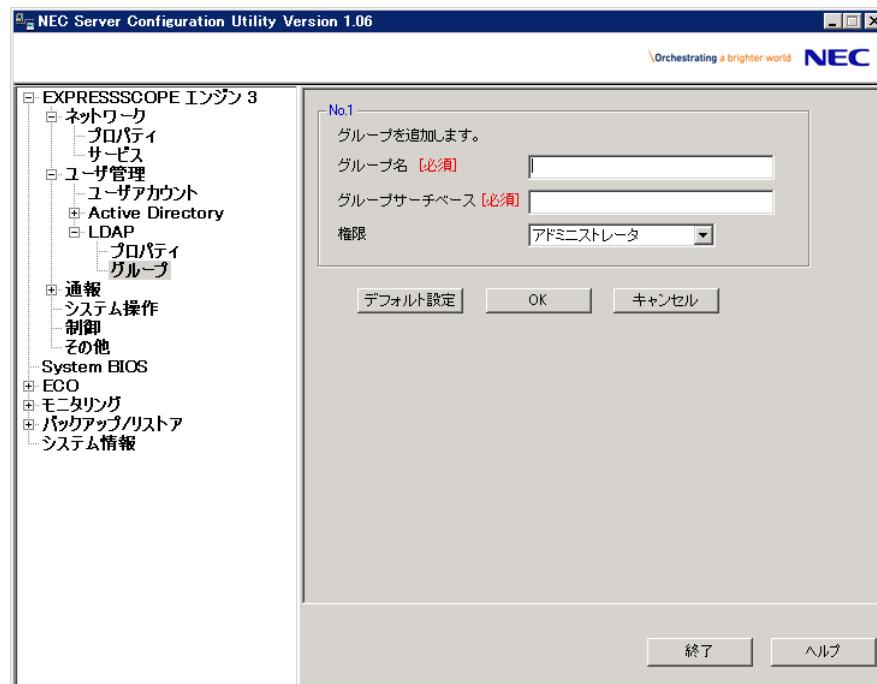 NEC Server Configuration Utility Version 1.06
\Orchestrating a brighter world NEC
EXPRESSSCOPE エンジン 3
ネットワーク
プロパティ
サービス
ユーザ管理
ユーザアカウント
Active Directory
LDAP
プロパティ
グループ
通報
システム操作
制御
その他
System BIOS
ECO
モニタリング
バックアップ/リストア
システム情報
No.1
グループを追加します。
グループ名 [必須]
グループサーチベース [必須]
権限 アドミニストレータ
デフォルト設定 OK キャンセル
終了 ヘルプ